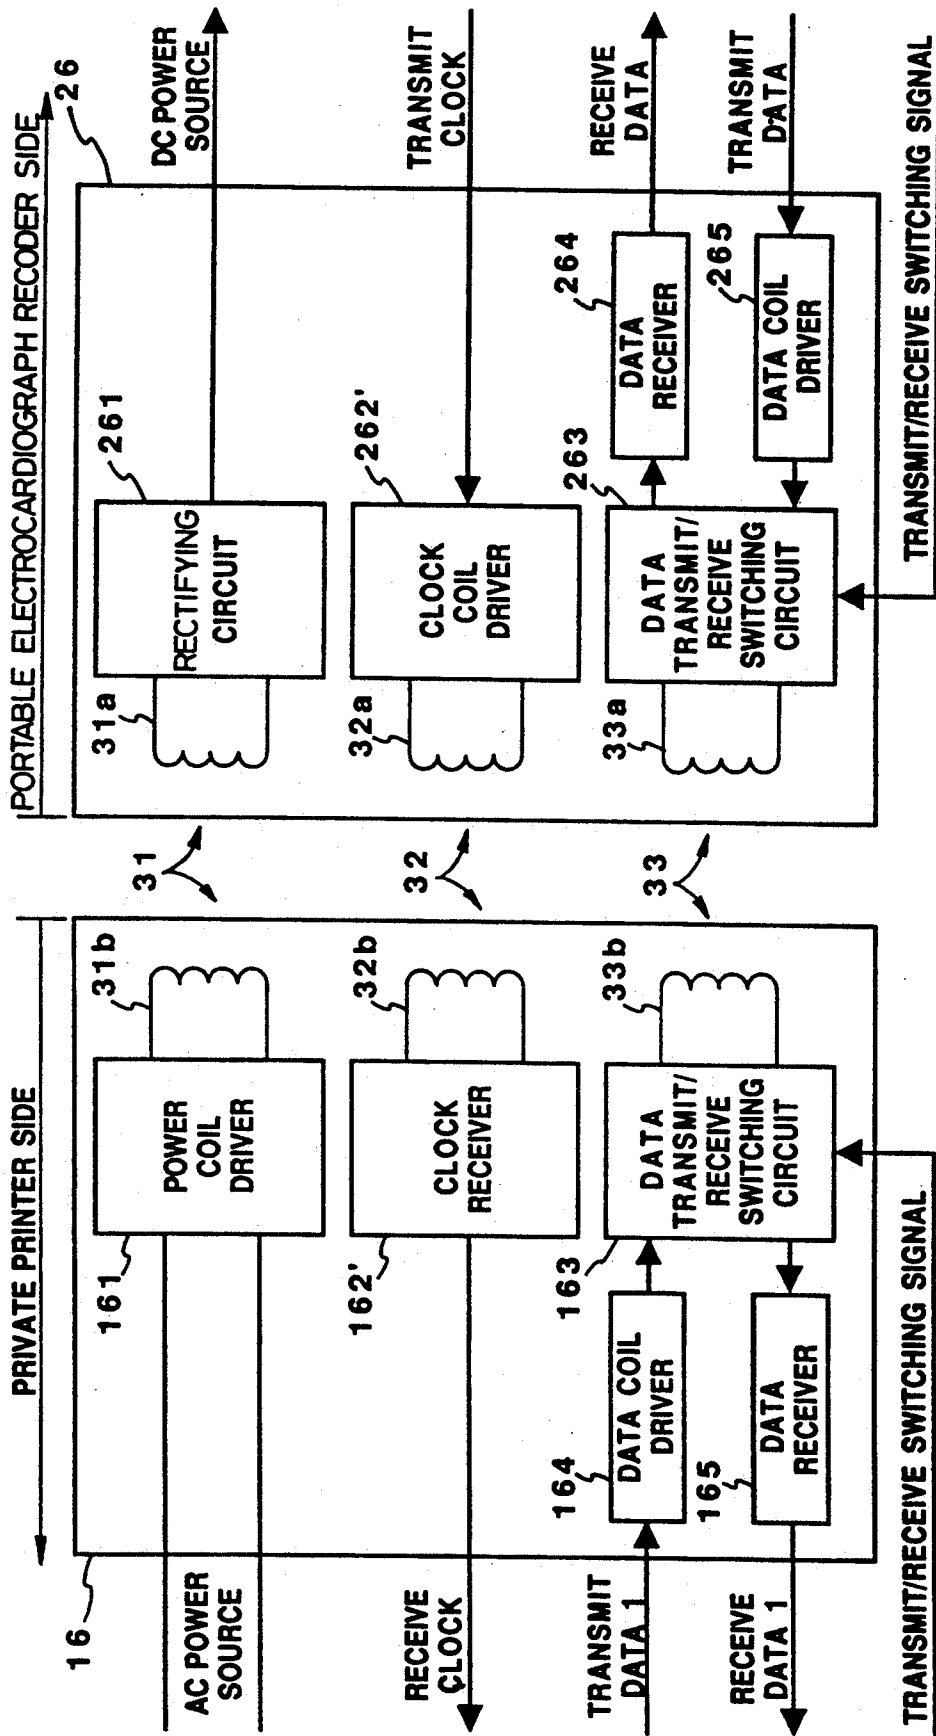 PRIVATE PRINTER SIDE
PORTABLE ELECTROCARDIOGRAPH RECODER SIDE
16
26
AC POWER
SOURCE
161
POWER
COIL
DRIVER
31b
31
31a
RECTIFYING
CIRCUIT
261
DC POWER
SOURCE
RECEIVE
CLOCK
162'
CLOCK
RECEIVER
32b
32
32a
CLOCK
COIL
DRIVER
262'
TRANSMIT
CLOCK
TRANSMIT
DATA 1
164
DATA COIL
DRIVER
163
DATA
TRANSMIT/
RECEIVE
SWITCHING
CIRCUIT
33b
33
33a
DATA
TRANSMIT/
RECEIVE
SWITCHING
CIRCUIT
263
DATA
RECEIVER
264
RECEIVE
DATA
RECEIVE
DATA 1
165
DATA
RECEIVER
DATA COIL
DRIVER
265
TRANSMIT
DATA
TRANSMIT/RECEIVE SWITCHING SIGNAL
TRANSMIT/RECEIVE SWITCHING SIGNAL